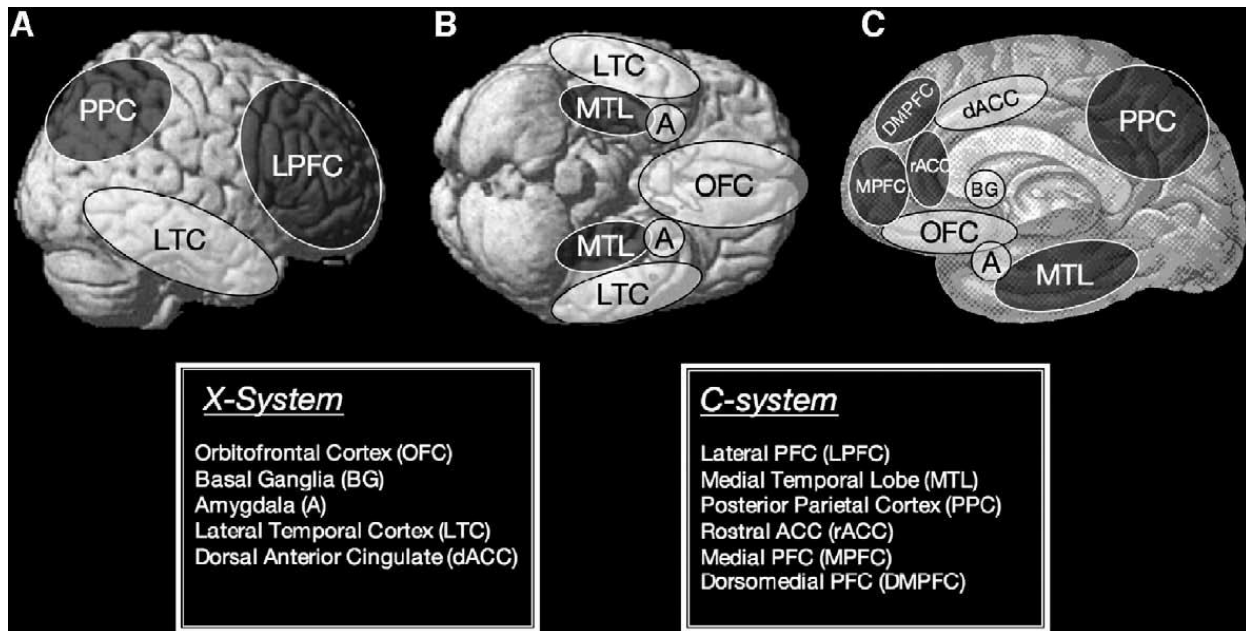 A
B
C
PPC
LPFC
LTC
LTC
MTL
A
OFC
MTL
A
LTC
DMPFC
dACC
PPC
MPFC
rACC
BG
OFC
A
MTL
X-System
Orbitofrontal Cortex (OFC)
Basal Ganglia (BG)
Amygdala (A)
Lateral Temporal Cortex (LTC)
Dorsal Anterior Cingulate (dACC)
C-system
Lateral PFC (LPFC)
Medial Temporal Lobe (MTL)
Posterior Parietal Cortex (PPC)
Rostral ACC (rACC)
Medial PFC (MPFC)
Dorsomedial PFC (DMPFC)